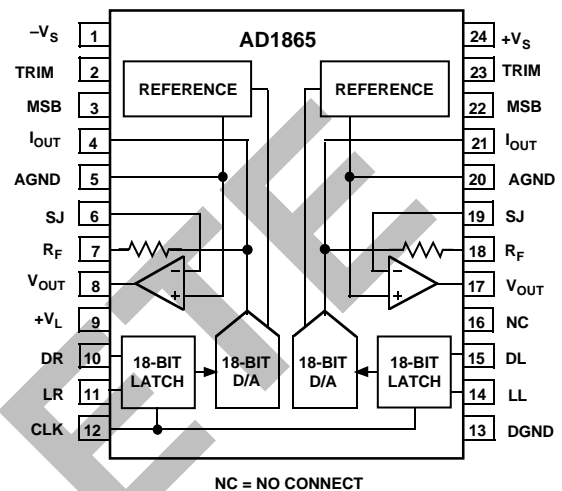 AD1865
–VS 1
TRIM 2
MSB 3
IOUT 4
AGND 5
SJ 6
RF 7
VOUT 8
+VL 9
DR 10
LR 11
CLK 12
24 +VS
23 TRIM
22 MSB
21 IOUT
20 AGND
19 SJ
18 RF
17 VOUT
16 NC
15 DL
14 LL
13 DGND
REFERENCE
REFERENCE
–
+
–
+
18-BIT
LATCH
18-BIT
D/A
18-BIT
D/A
18-BIT
LATCH
NC = NO CONNECT
ETE